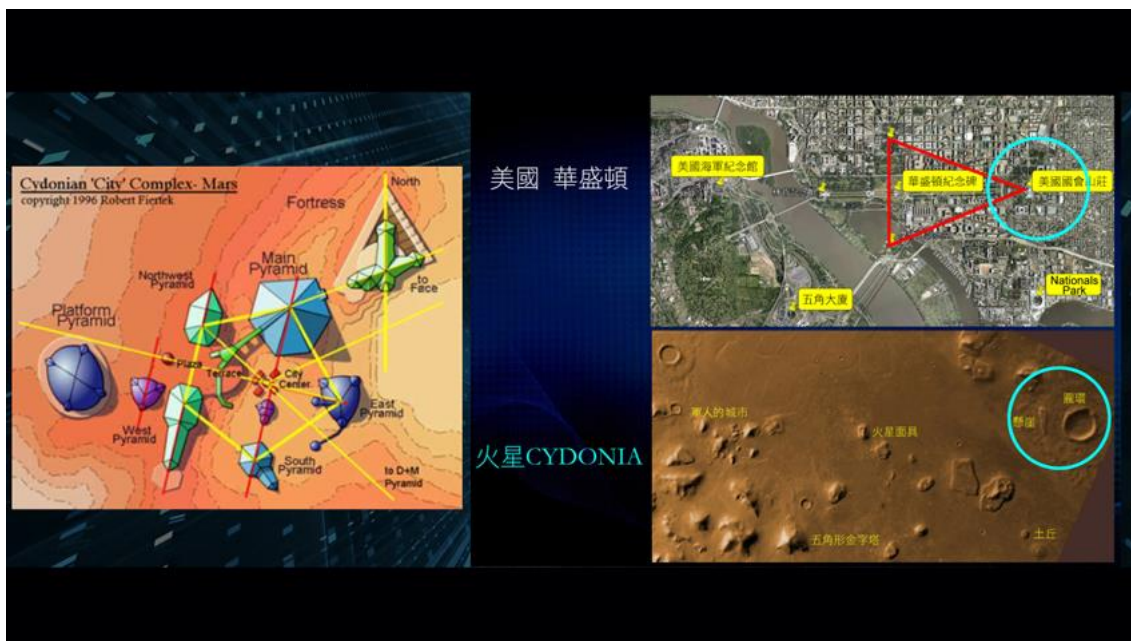 Cydonian 'City' Complex- Mars
copyright 1996 Robert Fiertek
North
Fortress
Main
Pyramid
to
Face
Northwest
Pyramid
Platform
Pyramid
Plaza
Terrace
City
Center
West
Pyramid
East
Pyramid
South
Pyramid
to D+M
Pyramid
美國 華盛頓
火星CYDONIA
美國海軍紀念館
華盛頓紀念碑
美國國會山莊
五角大廈
Nationals
Park
軍人的城市
火星面具
圓環
懸崖
五角形金字塔
土丘